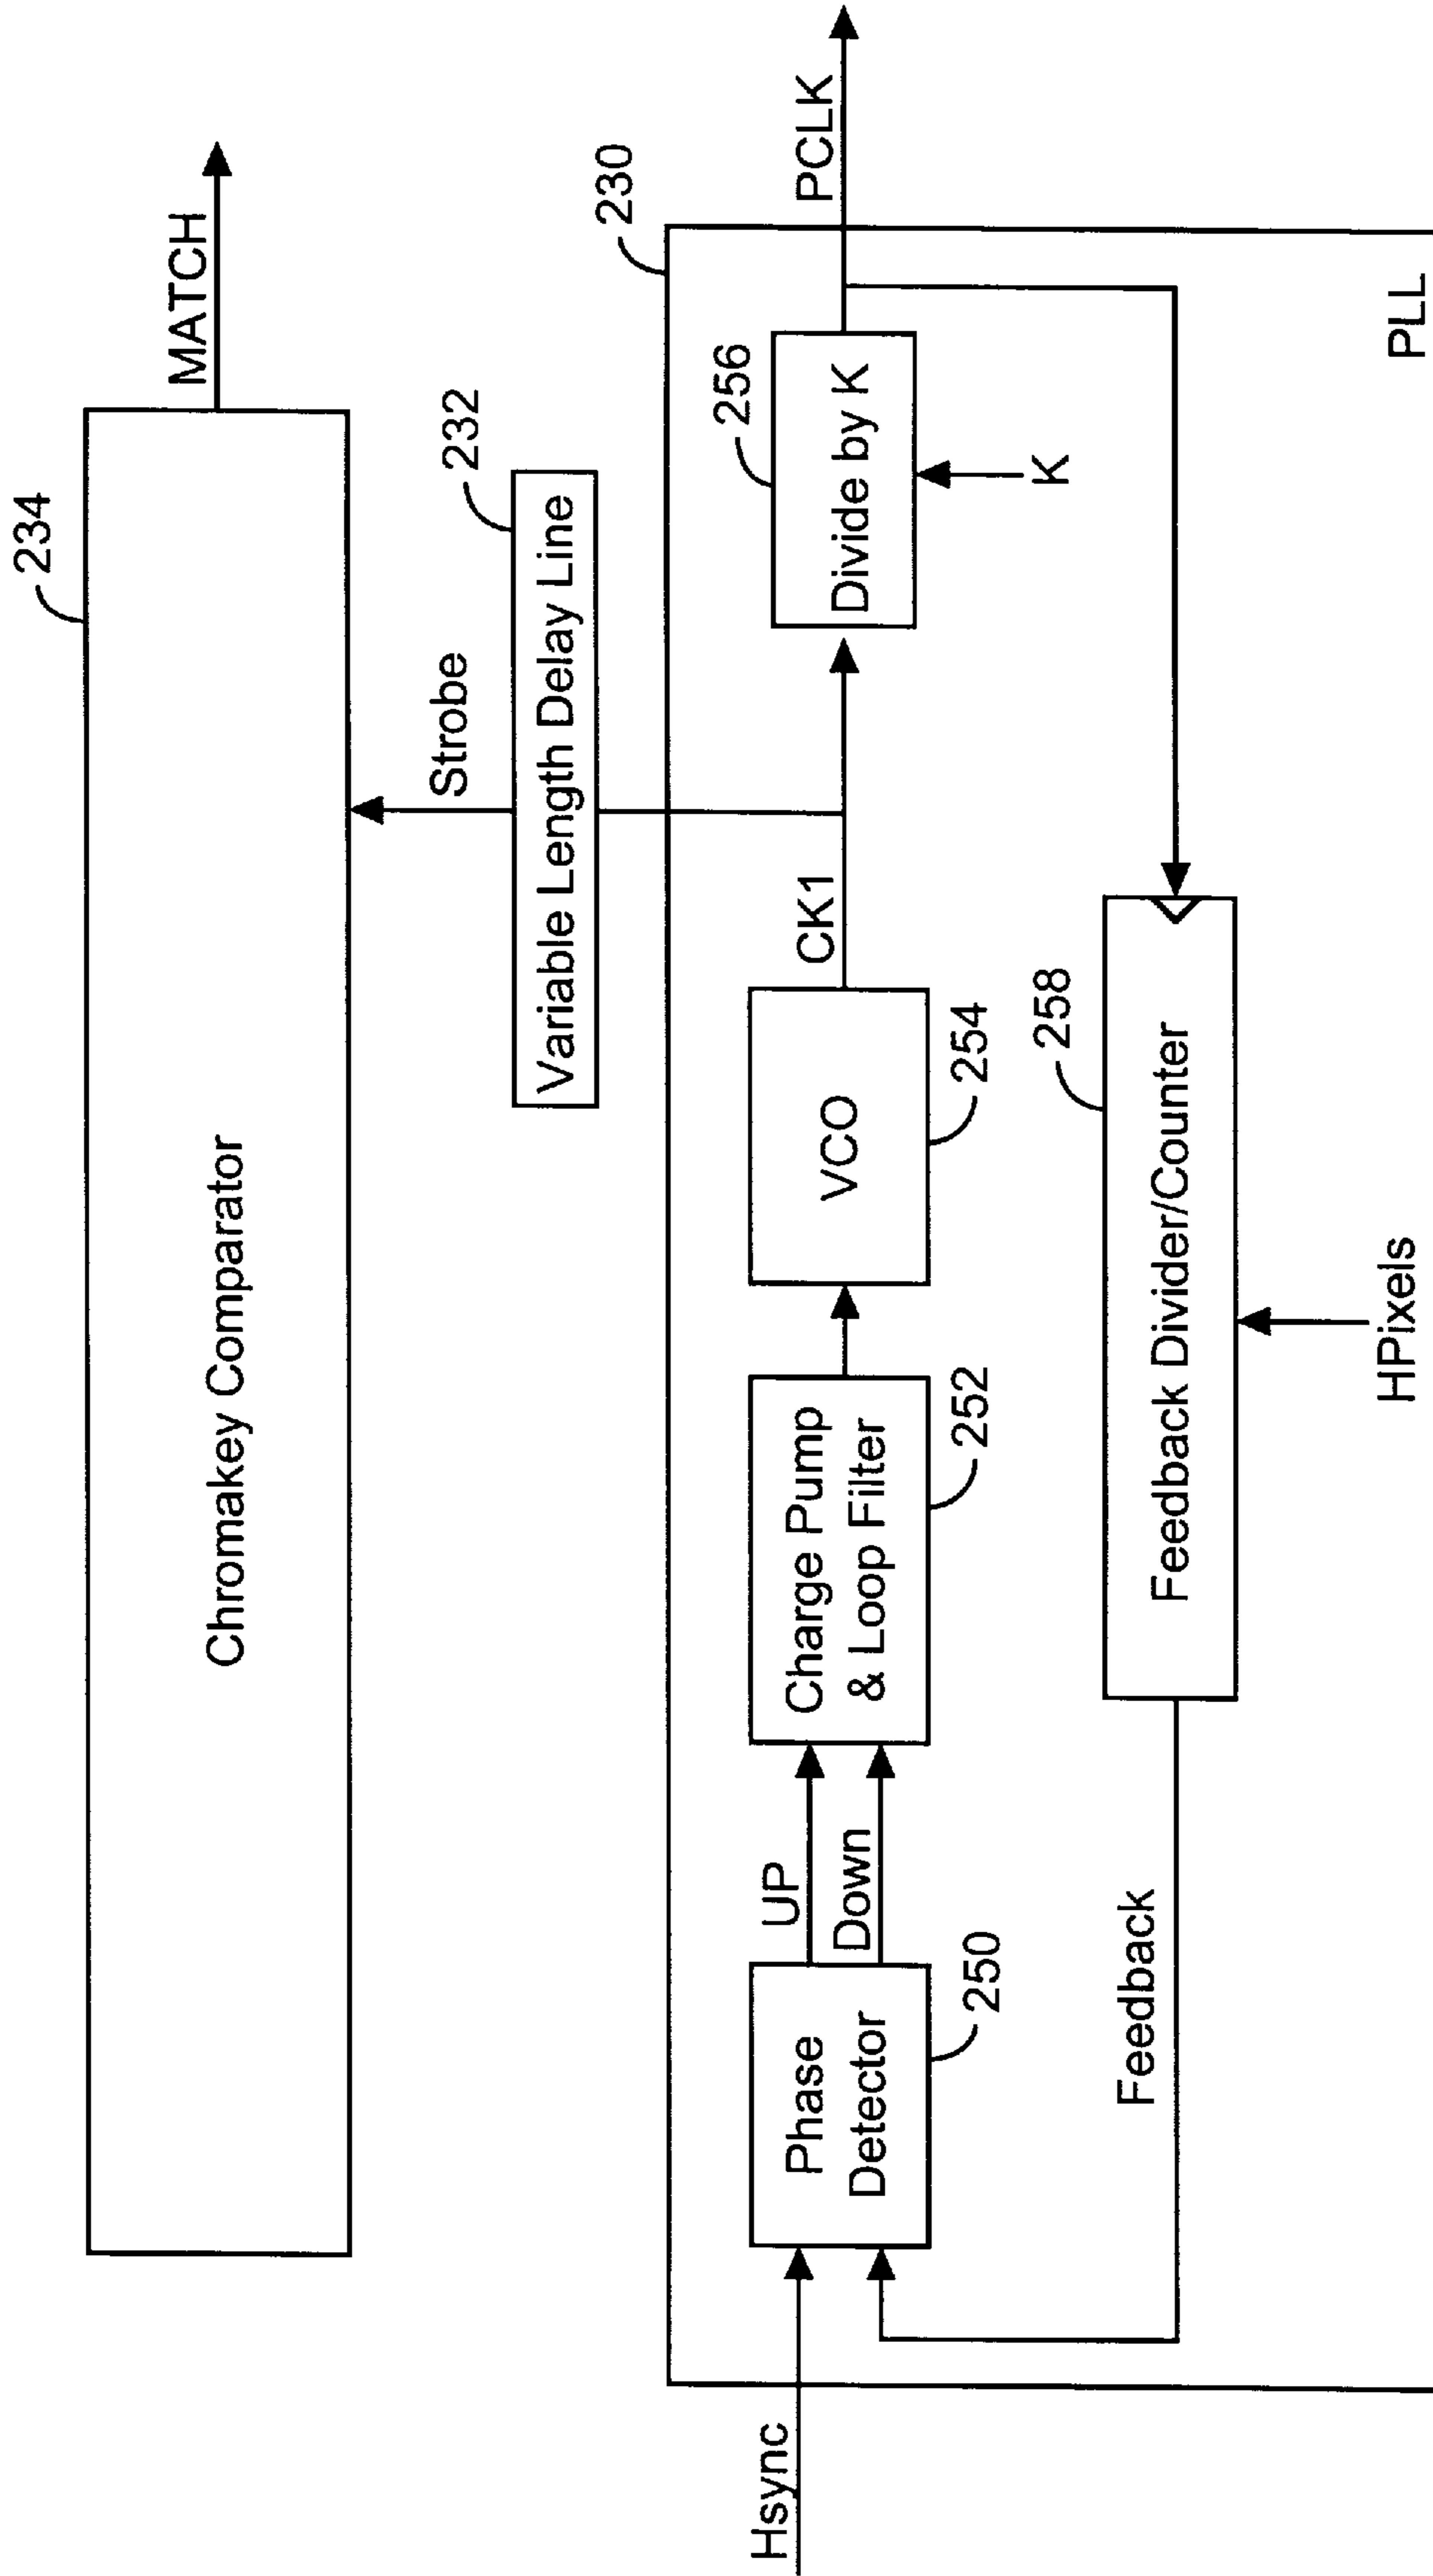 234
Chromakey Comparator
MATCH
Strobe
232
Variable Length Delay Line
230
Hsync
Phase
Detector
250
UP
Down
Charge Pump
& Loop Filter
252
VCO
254
CK1
256
Divide by K
K
PCLK
Feedback
258
Feedback Divider/Counter
HPixels
PLL